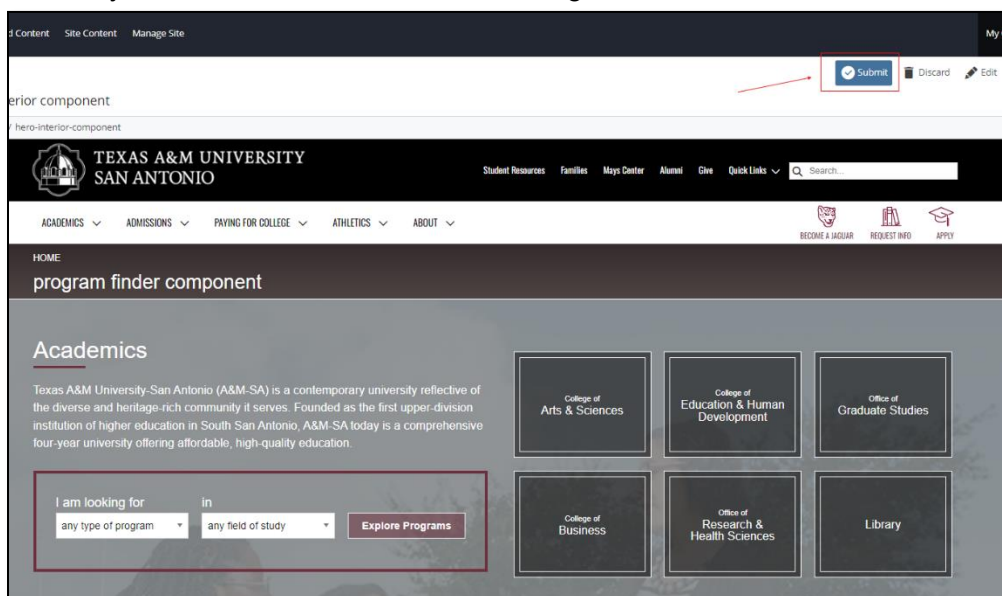 d Content Site Content Manage Site
My
Submit Discard Edit
erior component
/ hero-interior-component
TEXAS A&M UNIVERSITY
SAN ANTONIO
Student Resources Families Mays Center Alumni Give Quick Links Search...
ACADEMICS ADMISSIONS PAYING FOR COLLEGE ATHLETICS ABOUT
BECOME A JAGUAR REQUEST INFO APPLY
HOME
program finder component
Academics
Texas A&M University-San Antonio (A&M-SA) is a contemporary university reflective of
the diverse and heritage-rich community it serves. Founded as the first upper-division
institution of higher education in South San Antonio, A&M-SA today is a comprehensive
four-year university offering affordable, high-quality education.
I am looking for in
any type of program any field of study Explore Programs
College of
Arts & Sciences
College of
Education & Human
Development
Office of
Graduate Studies
College of
Business
Office of
Research &
Health Sciences
Library